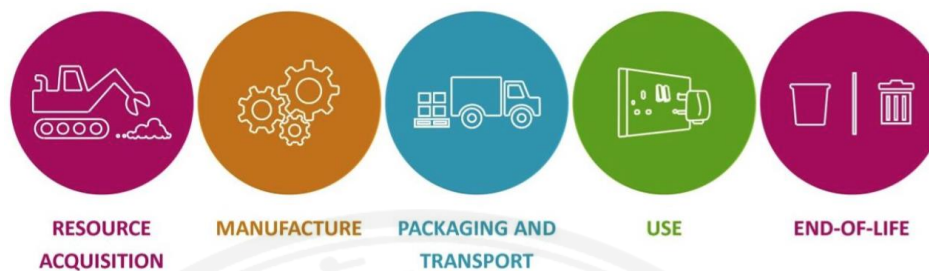 RESOURCE
ACQUISITION
MANUFACTURE
PACKAGING AND
TRANSPORT
USE
END-OF-LIFE